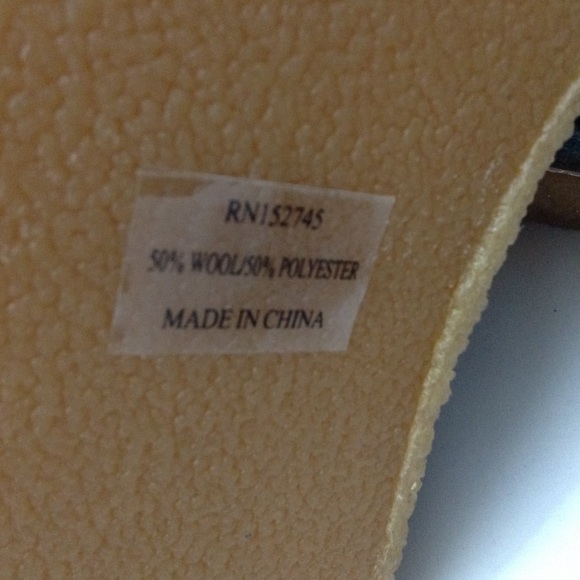 RN152745
50% WOOL/50% POLYESTER
MADE IN CHINA